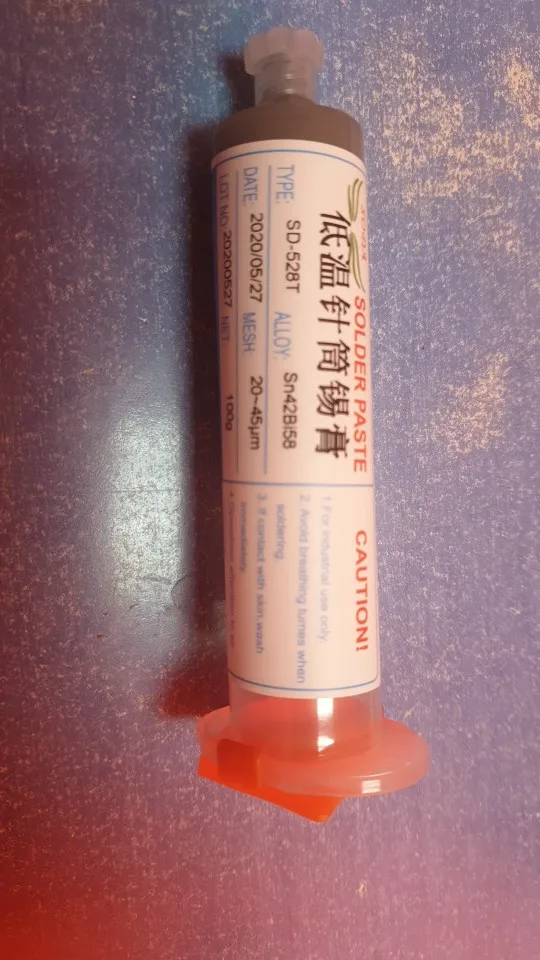 SOLDER PASTE
低温针筒锡膏
TYPE: SD-528T ALLOY: Sn42Bi58
DATE: 2020/05/27 MESH 20~45μm
LOT NO 20200527 NET 100g
CAUTION!
1.For industrial use only.
2. Avoid breathing fumes when
soldering
3. If contact with skin,wash
immediately